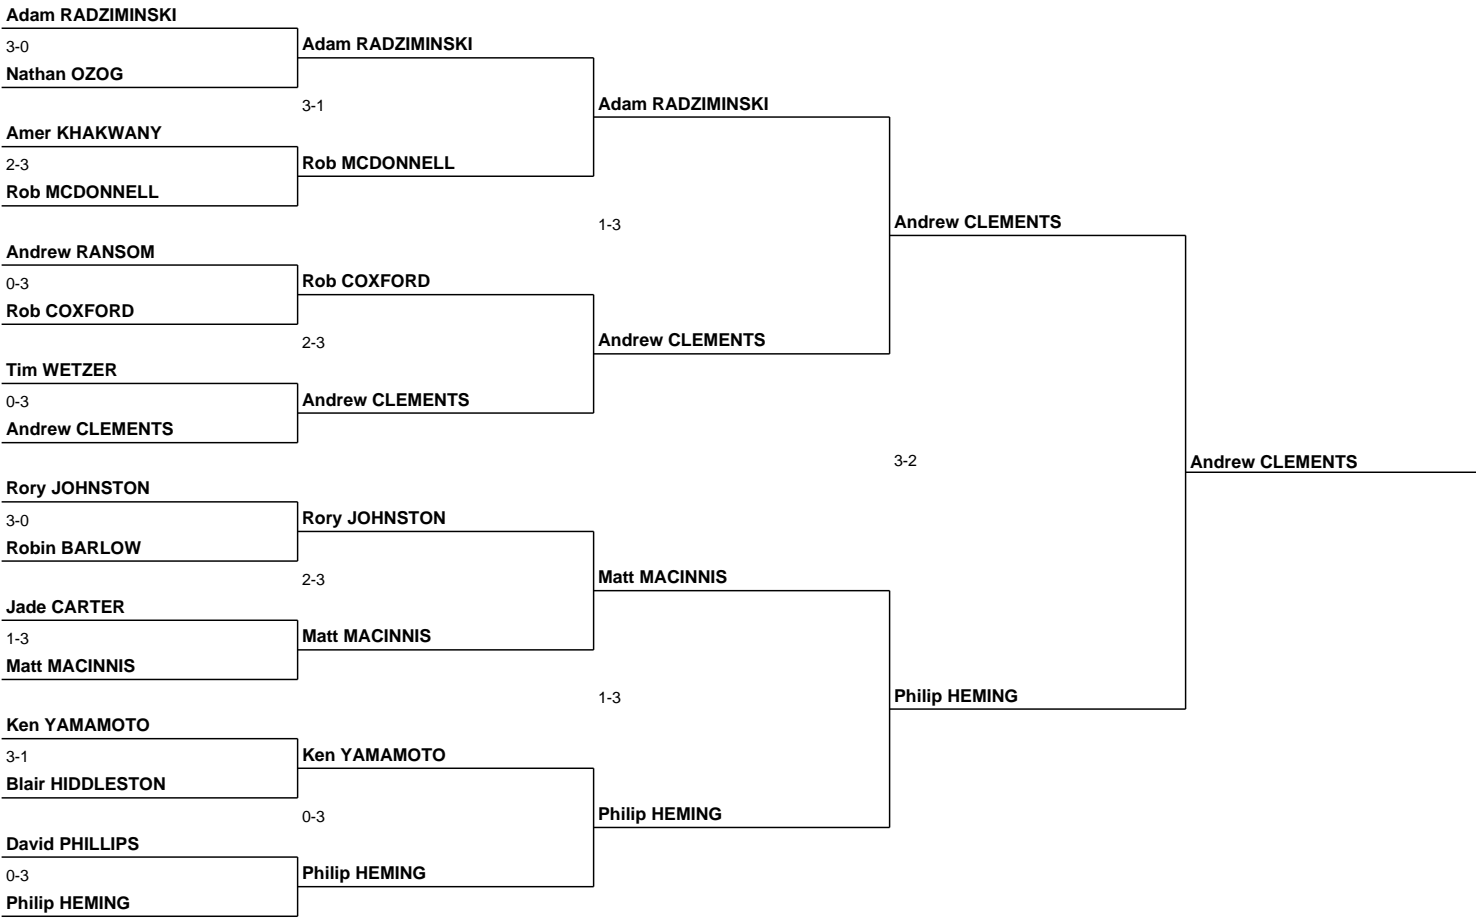 Adam RADZIMINSKI
3-0
Nathan OZOG
Amer KHAKWANY
2-3
Rob MCDONNELL
Andrew RANSOM
0-3
Rob COXFORD
Tim WETZER
0-3
Andrew CLEMENTS
Rory JOHNSTON
3-0
Robin BARLOW
Jade CARTER
1-3
Matt MACINNIS
Ken YAMAMOTO
3-1
Blair HIDDLESTON
David PHILLIPS
0-3
Philip HEMING
Adam RADZIMINSKI
3-1
Rob MCDONNELL
Rob COXFORD
2-3
Andrew CLEMENTS
Rory JOHNSTON
2-3
Matt MACINNIS
Ken YAMAMOTO
0-3
Philip HEMING
Adam RADZIMINSKI
1-3
Andrew CLEMENTS
Matt MACINNIS
1-3
Philip HEMING
Andrew CLEMENTS
3-2
Philip HEMING
Andrew CLEMENTS